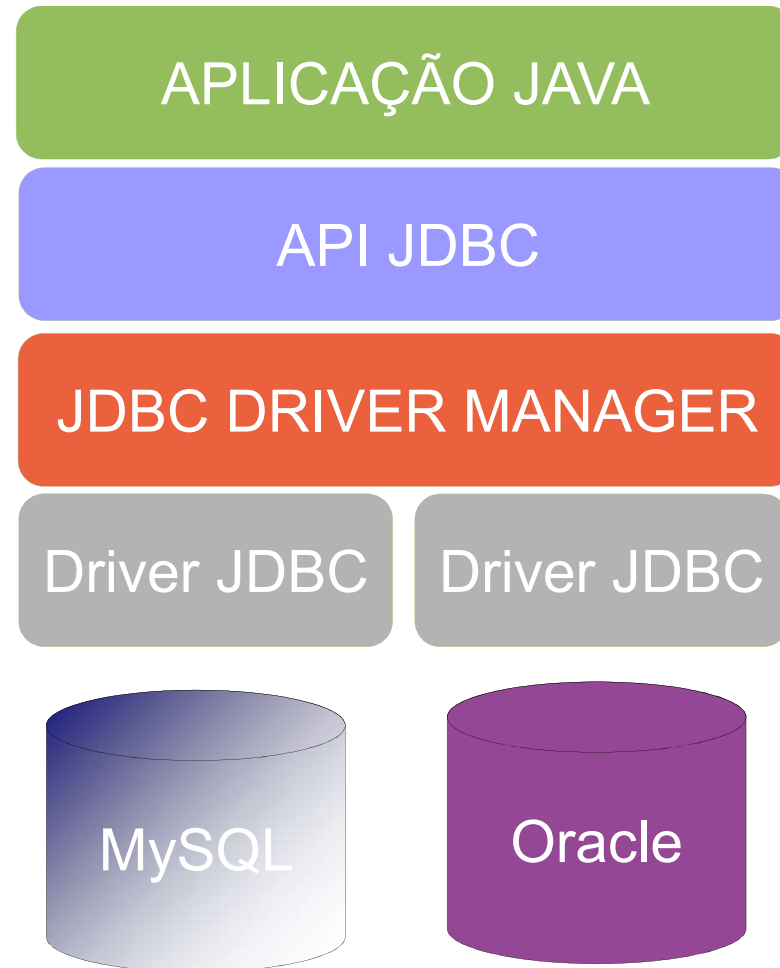 APLICAÇÃO JAVA
API JDBC
JDBC DRIVER MANAGER
Driver JDBC
Driver JDBC
MySQL
Oracle